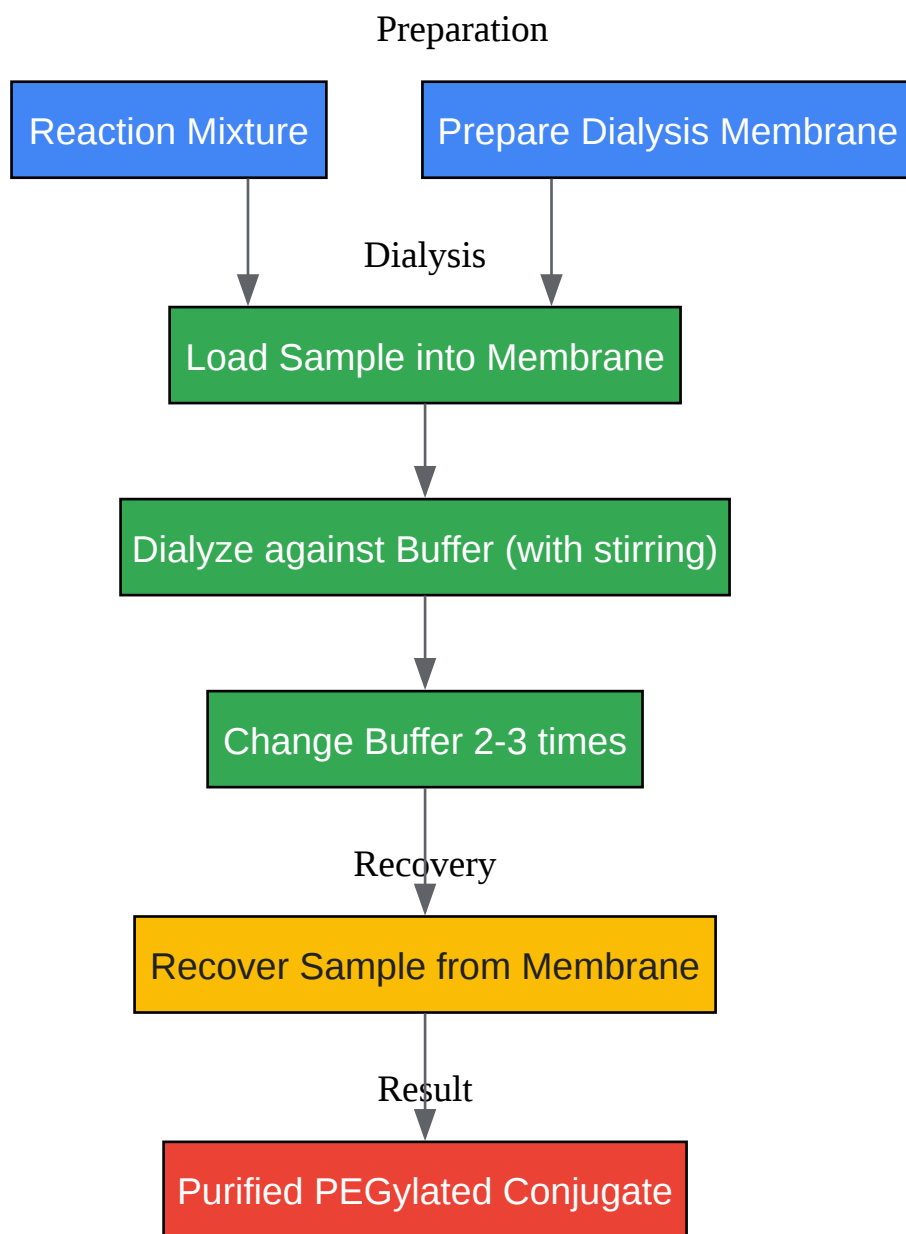 Preparation
Reaction Mixture
Prepare Dialysis Membrane
Dialysis
Load Sample into Membrane
Dialyze against Buffer (with stirring)
Change Buffer 2-3 times
Recovery
Recover Sample from Membrane
Result
Purified PEGylated Conjugate